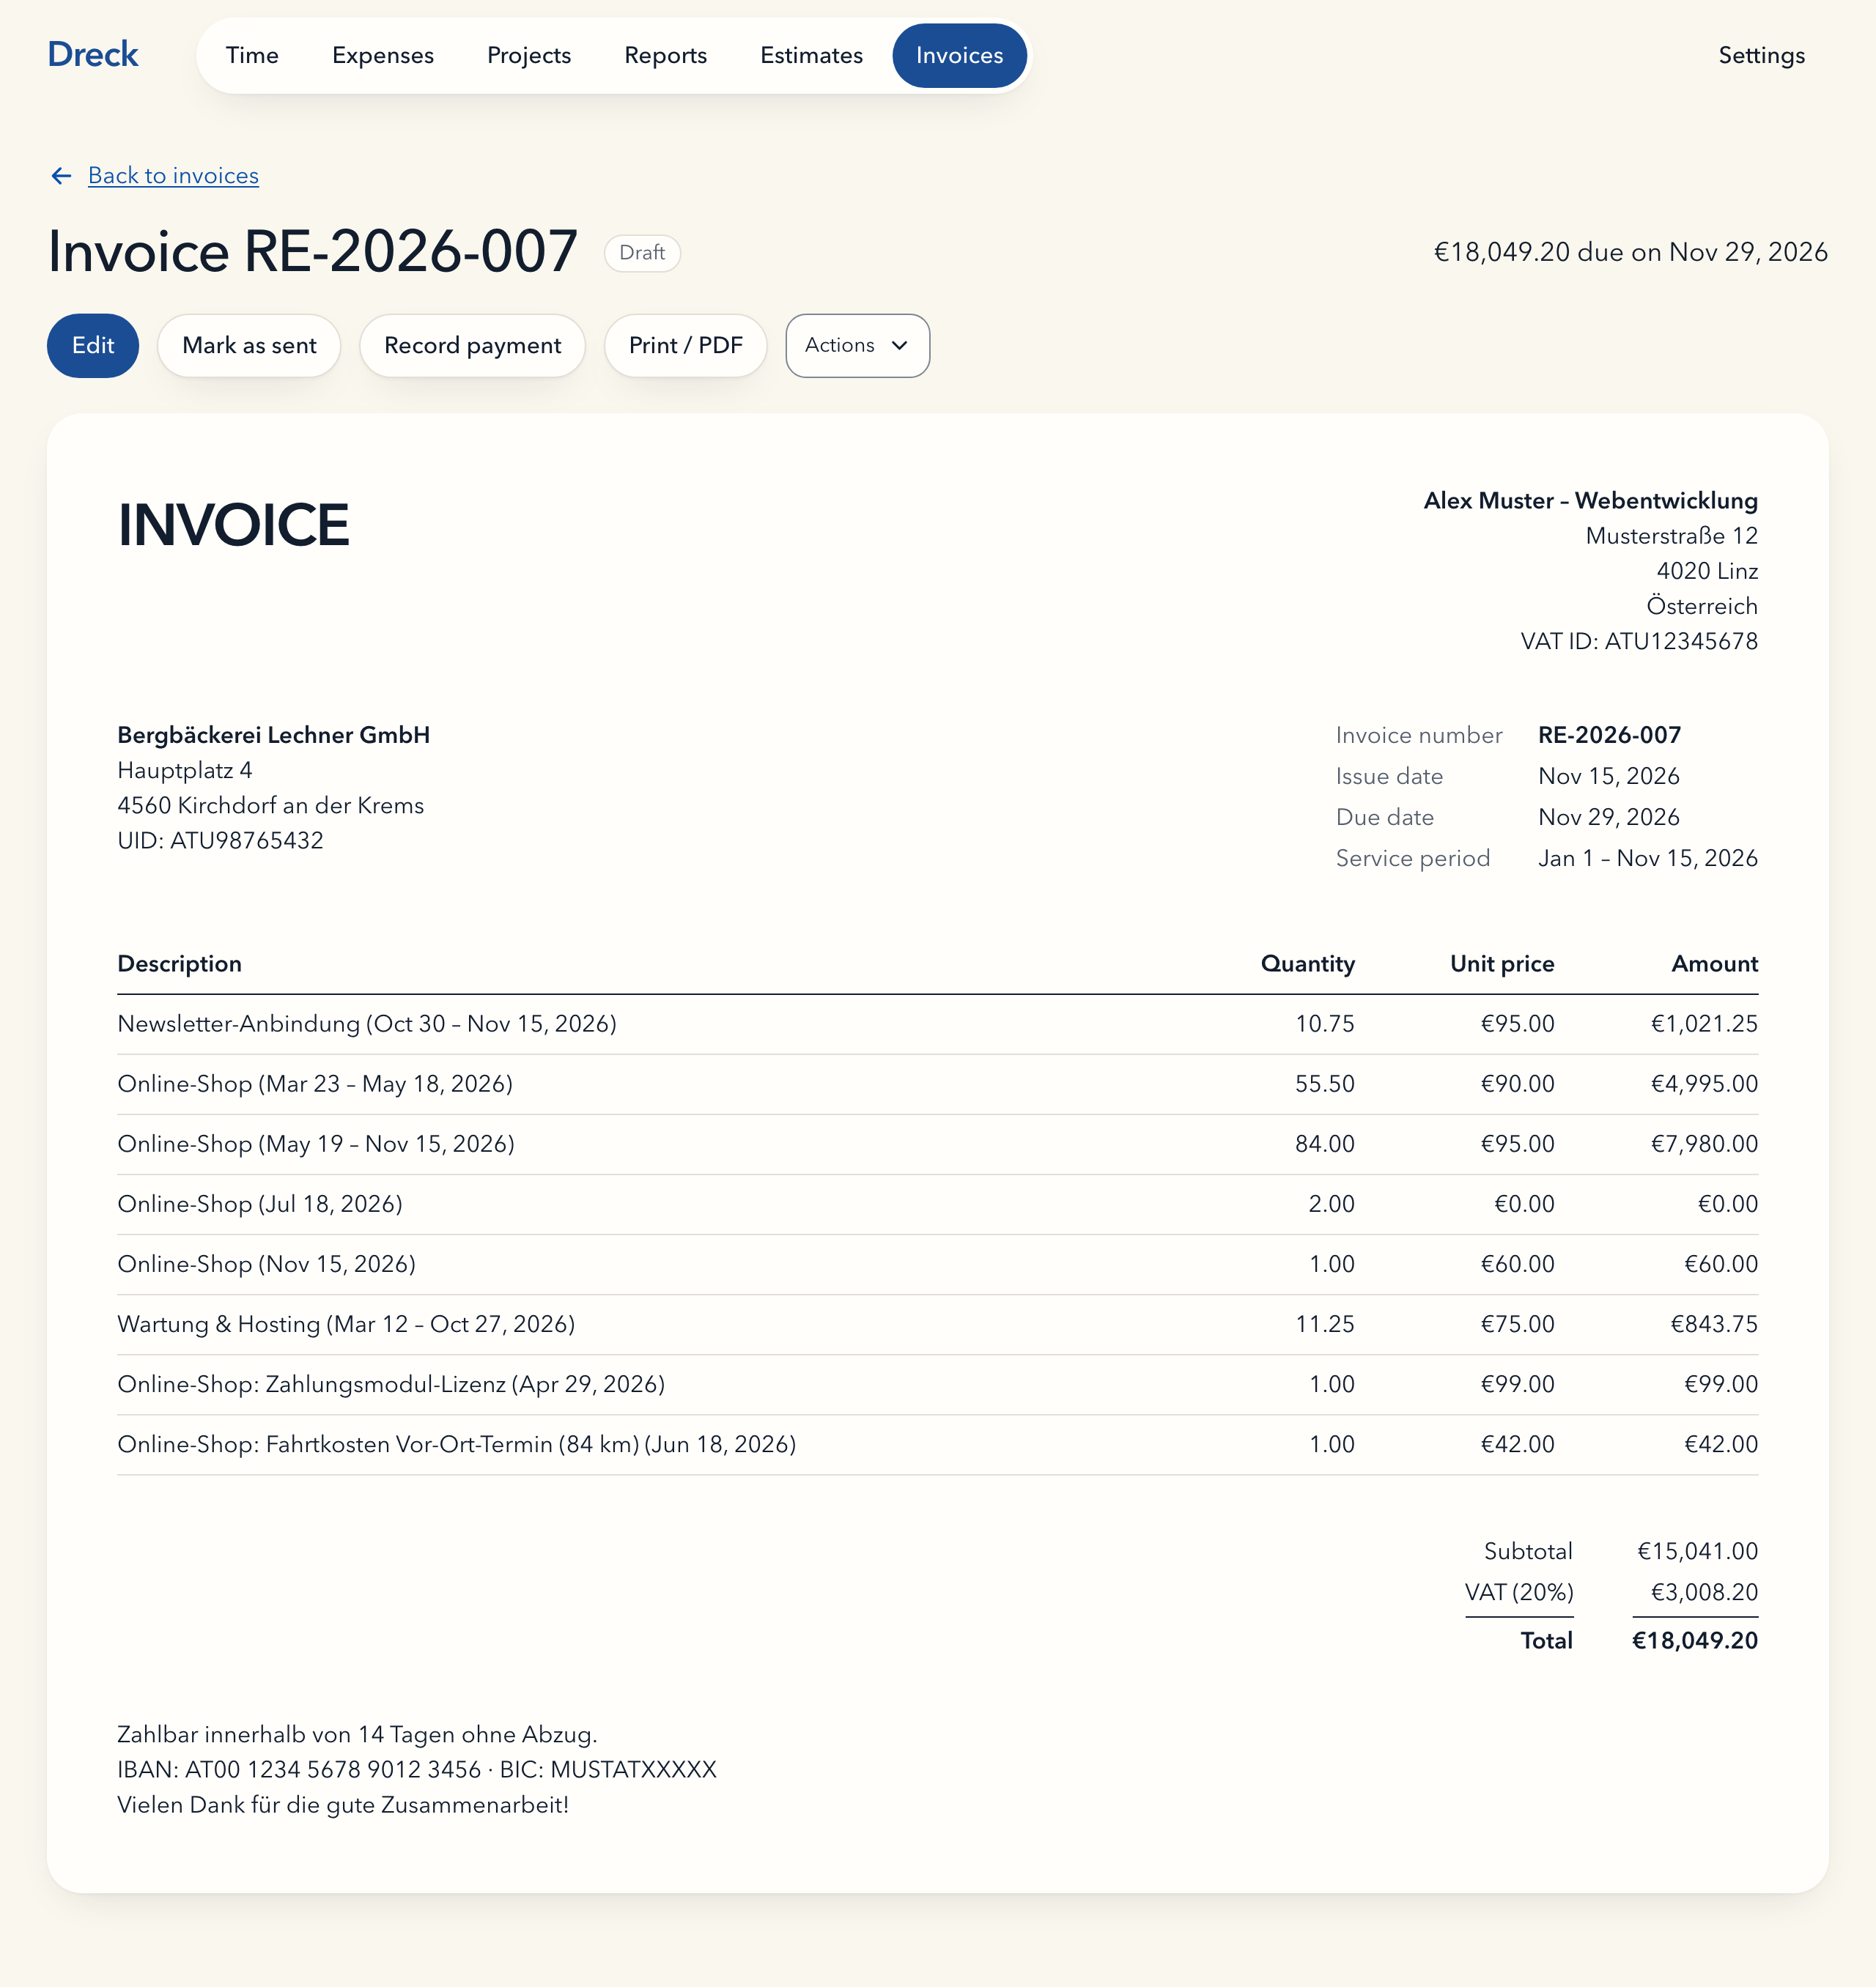 Dreck
Time Expenses Projects Reports Estimates Invoices
Settings
Back to invoices
Invoice RE-2026-007 Draft
€18,049.20 due on Nov 29, 2026
Edit Mark as sent Record payment Print / PDF Actions
INVOICE
Alex Muster – Webentwicklung
Musterstraße 12
4020 Linz
Österreich
VAT ID: ATU12345678
Bergbäckerei Lechner GmbH
Hauptplatz 4
4560 Kirchdorf an der Krems
UID: ATU98765432
Invoice number RE-2026-007
Issue date Nov 15, 2026
Due date Nov 29, 2026
Service period Jan 1 – Nov 15, 2026
Description Quantity Unit price Amount
Newsletter-Anbindung (Oct 30 – Nov 15, 2026) 10.75 €95.00 €1,021.25
Online-Shop (Mar 23 – May 18, 2026) 55.50 €90.00 €4,995.00
Online-Shop (May 19 – Nov 15, 2026) 84.00 €95.00 €7,980.00
Online-Shop (Jul 18, 2026) 2.00 €0.00 €0.00
Online-Shop (Nov 15, 2026) 1.00 €60.00 €60.00
Wartung & Hosting (Mar 12 – Oct 27, 2026) 11.25 €75.00 €843.75
Online-Shop: Zahlungsmodul-Lizenz (Apr 29, 2026) 1.00 €99.00 €99.00
Online-Shop: Fahrtkosten Vor-Ort-Termin (84 km) (Jun 18, 2026) 1.00 €42.00 €42.00
Subtotal €15,041.00
VAT (20%) €3,008.20
Total €18,049.20
Zahlbar innerhalb von 14 Tagen ohne Abzug.
IBAN: AT00 1234 5678 9012 3456 · BIC: MUSTATXXXXX
Vielen Dank für die gute Zusammenarbeit!